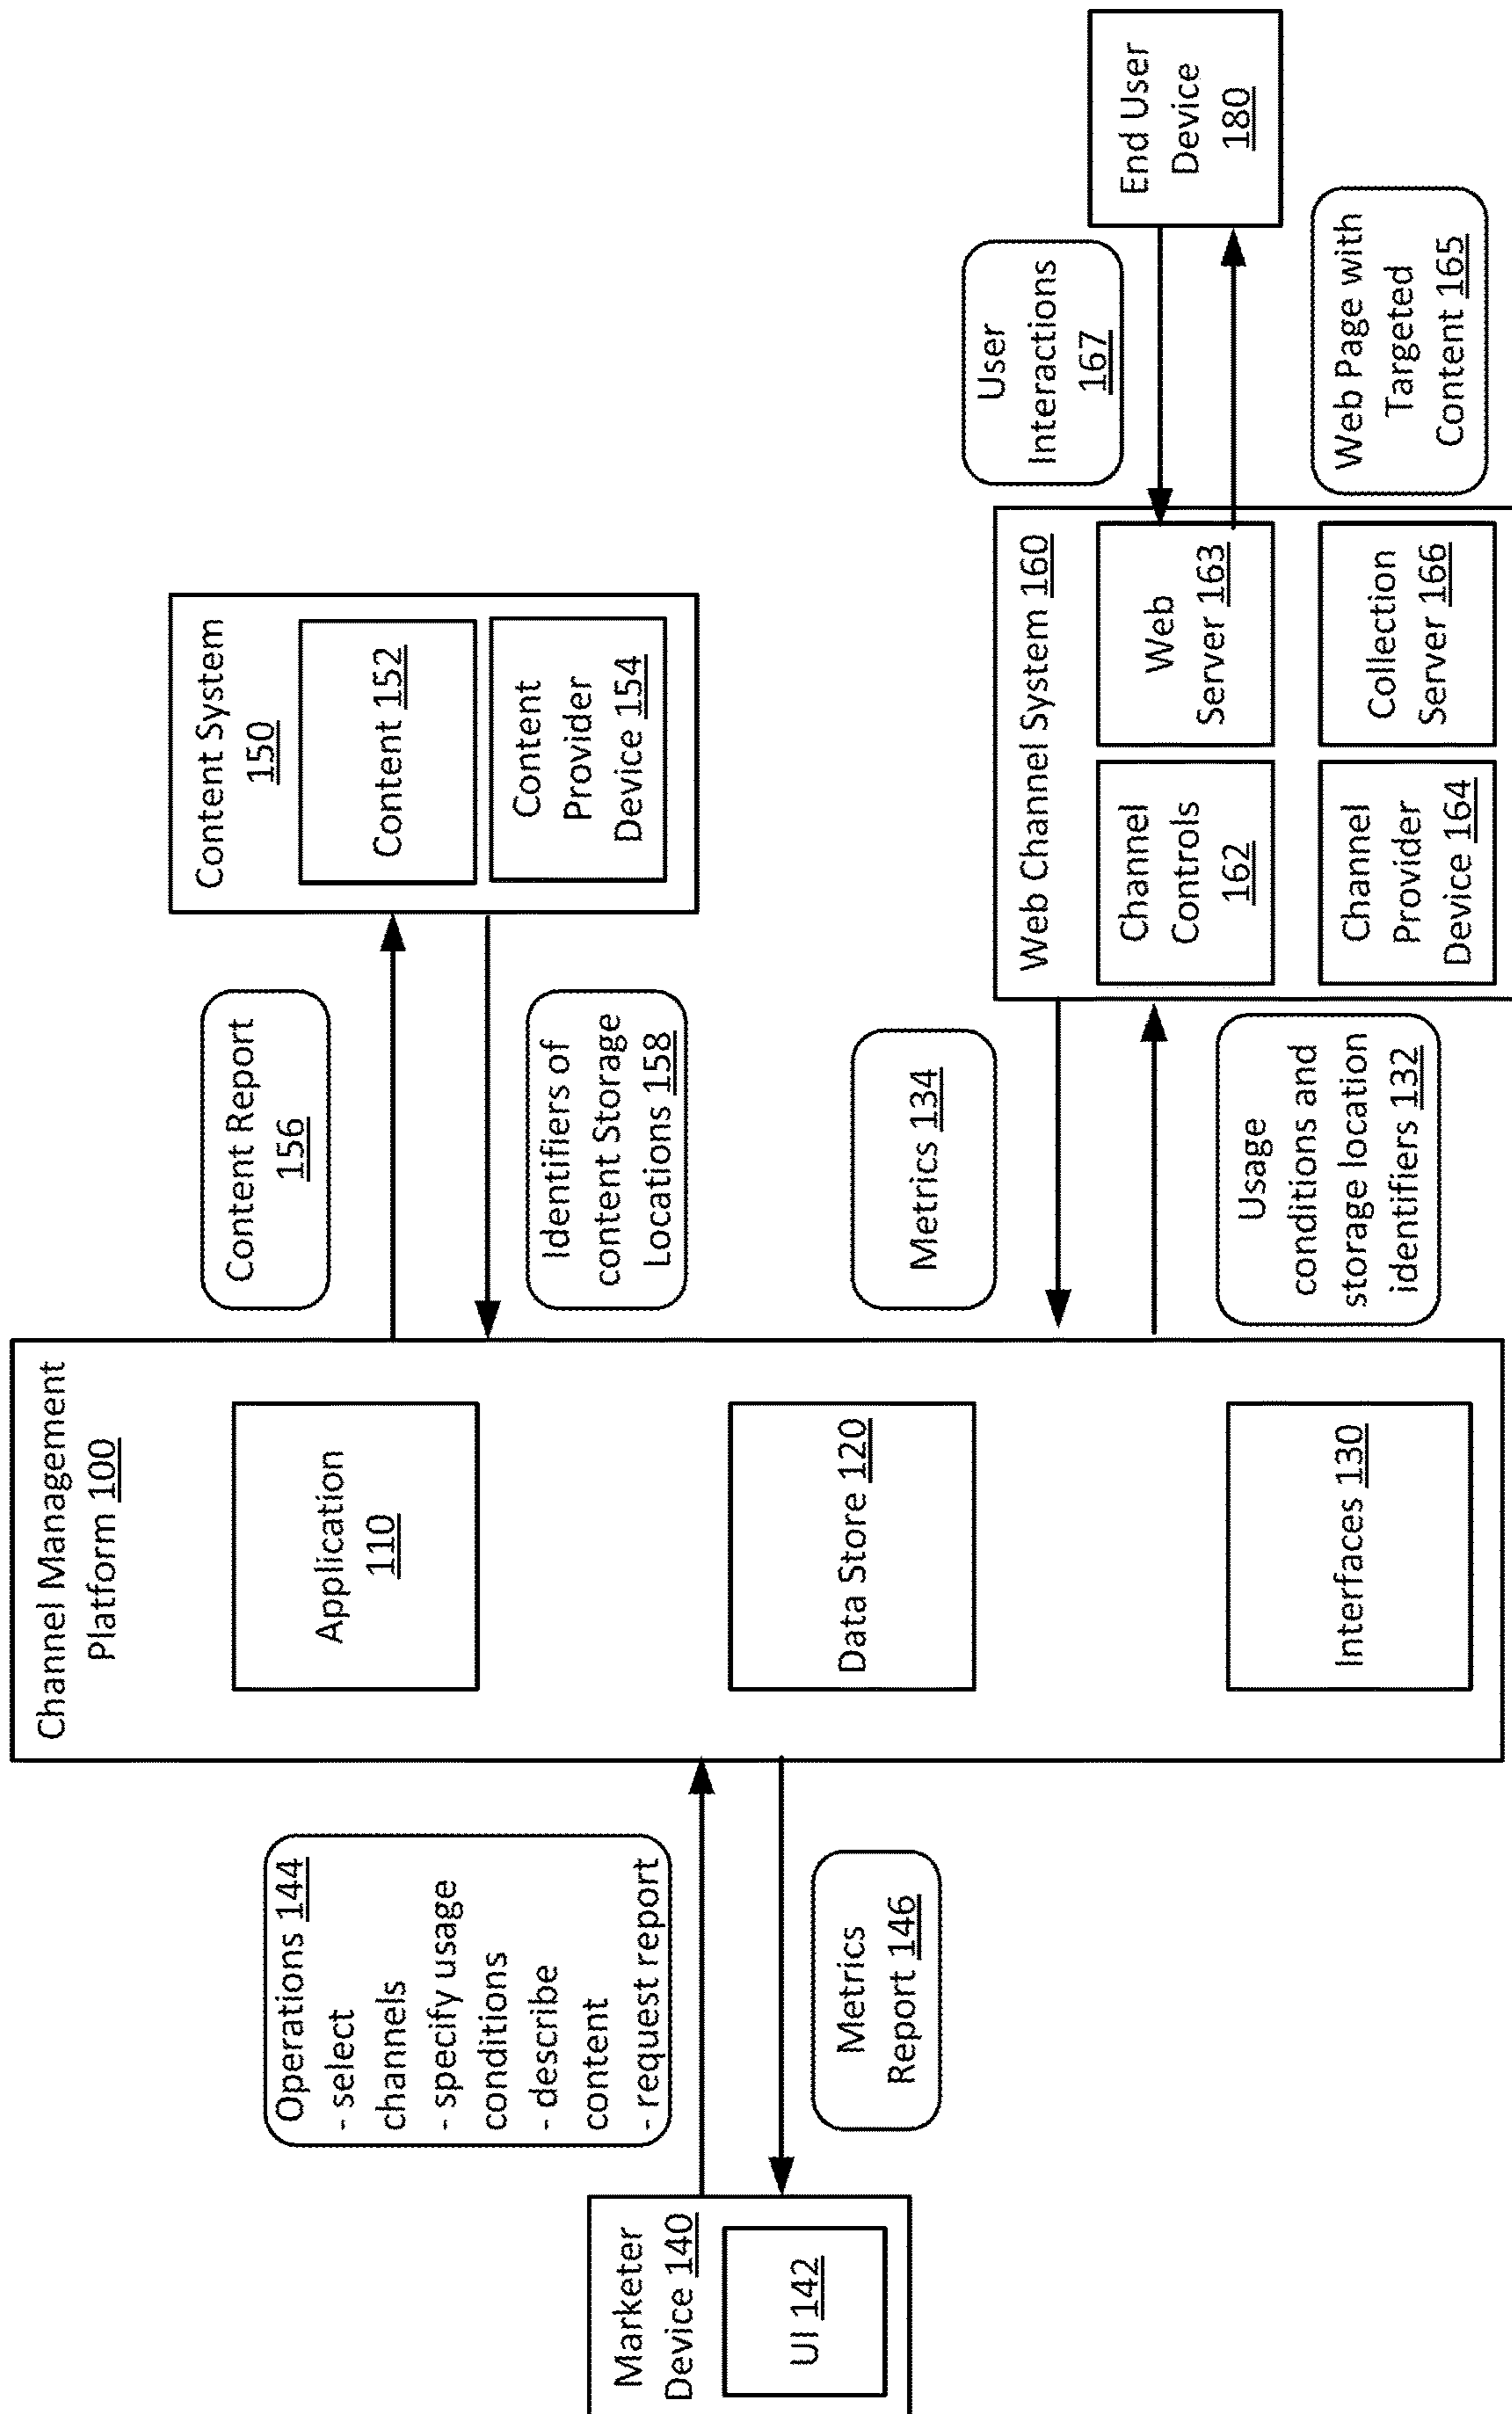 Marketer
Device 140
UI 142
Operations 144
- select
channels
- specify usage
conditions
- describe
content
- request report
Metrics
Report 146
Channel Management
Platform 100
Application
110
Data Store 120
Interfaces 130
Content Report
156
Identifiers of
content Storage
Locations 158
Metrics 134
Usage
conditions and
storage location
identifiers 132
Content System
150
Content 152
Content
Provider
Device 154
Web Channel System 160
Channel
Controls
162
Web
Server 163
Channel
Provider
Device 164
Collection
Server 166
User
Interactions
167
Web Page with
Targeted
Content 165
End User
Device
180